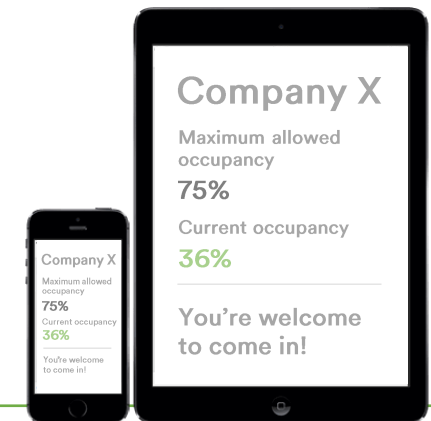 Company X
Maximum allowed
occupancy
75%
Current occupancy
36%
You're welcome
to come in!
Company X
Maximum allowed
occupancy
75%
Current occupancy
36%
You're welcome
to come in!